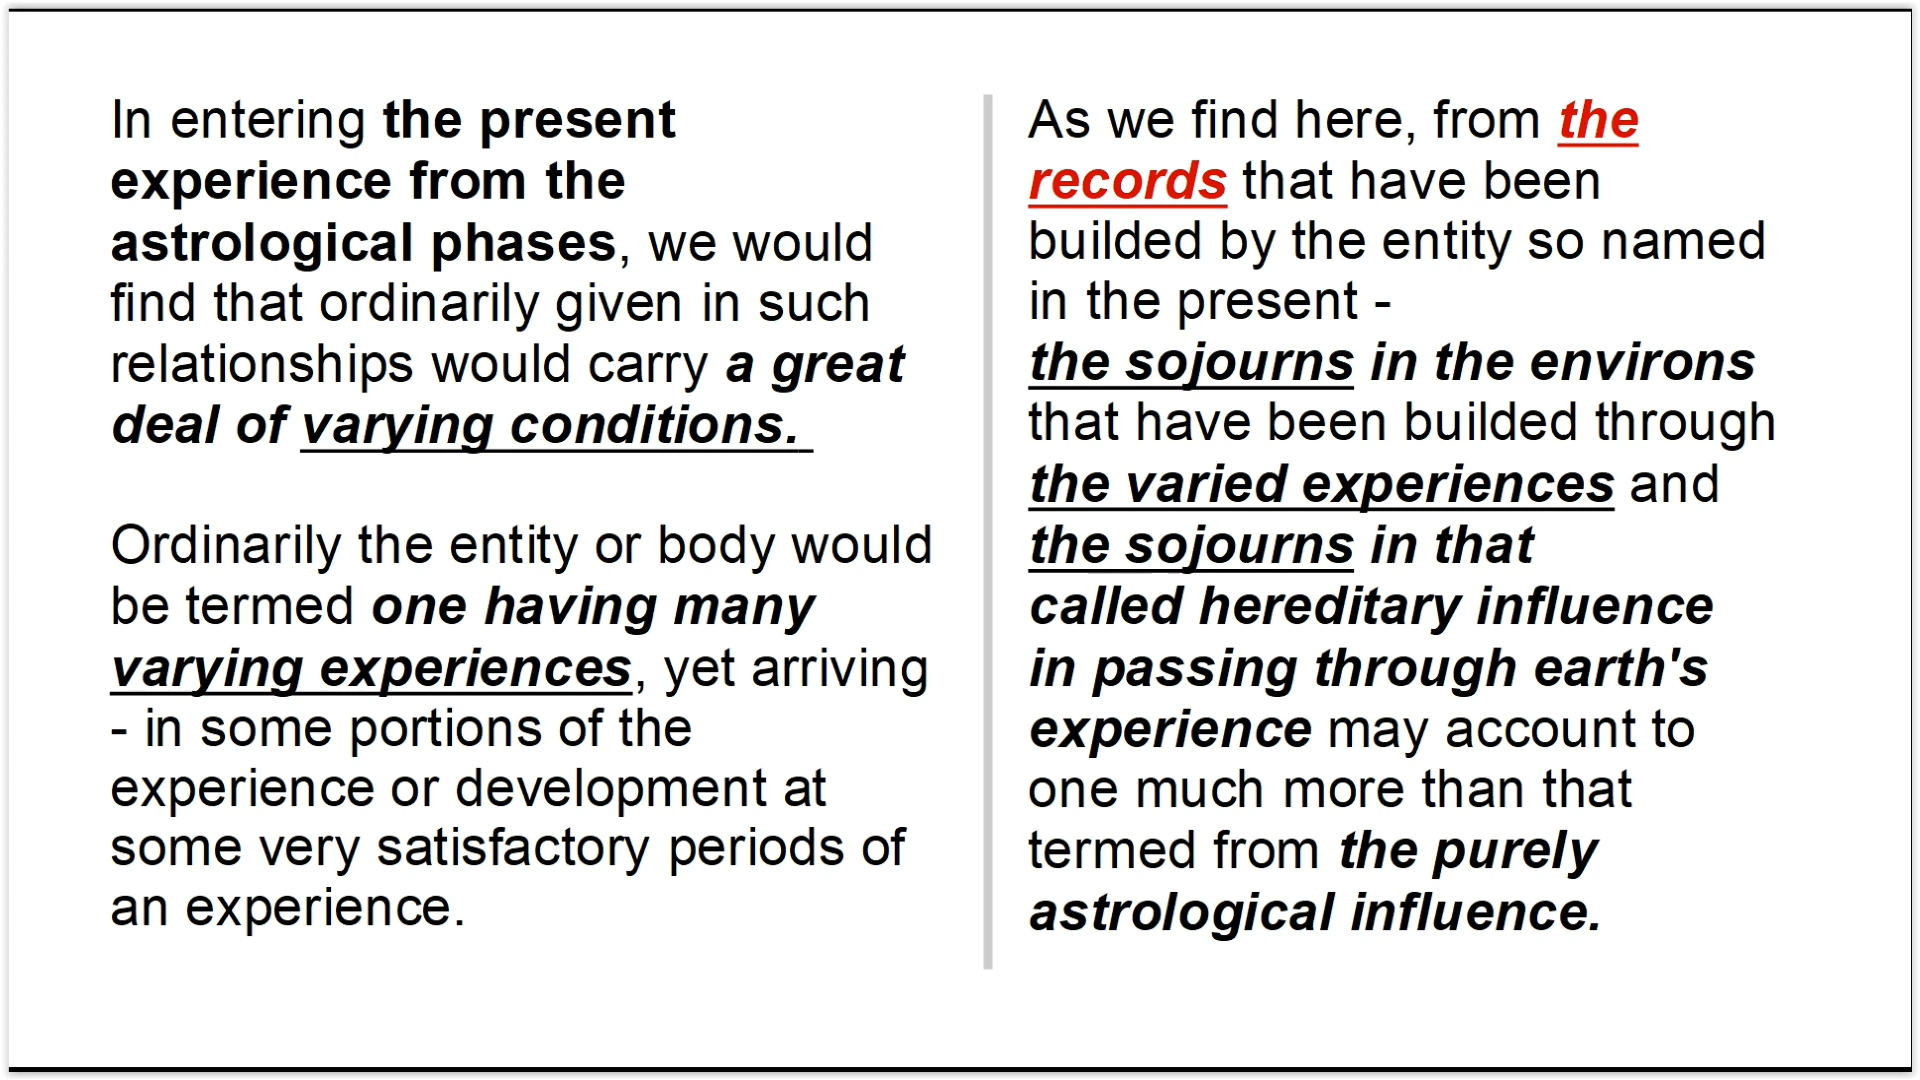 In entering the present
experience from the
astrological phases, we would
find that ordinarily given in such
relationships would carry a great
deal of varying conditions.
Ordinarily the entity or body would
be termed one having many
varying experiences, yet arriving
- in some portions of the
experience or development at
some very satisfactory periods of
an experience.
As we find here, from the
records that have been
builded by the entity so named
in the present -
the sojourns in the environs
that have been builded through
the varied experiences and
the sojourns in that
called hereditary influence
in passing through earth's
experience may account to
one much more than that
termed from the purely
astrological influence.